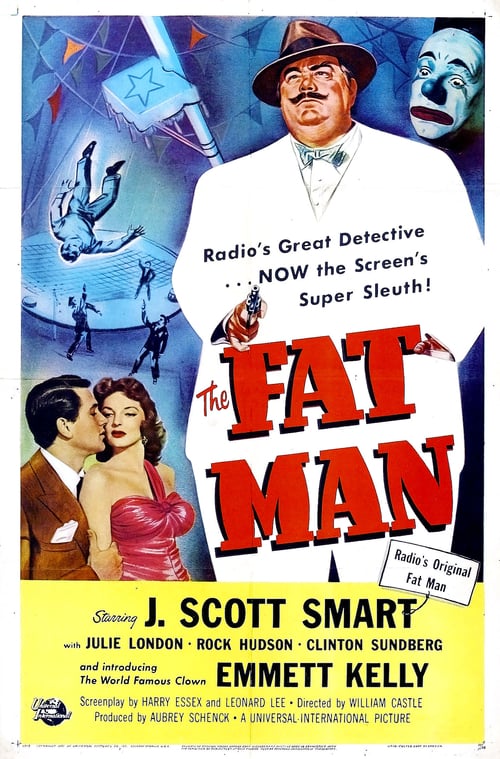 Radio's Great Detective
...NOW the Screen's
Super Sleuth!
The FAT
MAN
Radio's Original
Fat Man
Starring J. SCOTT SMART
with JULIE LONDON · ROCK HUDSON · CLINTON SUNDBERG
and introducing
The World Famous Clown EMMETT KELLY
Screenplay by HARRY ESSEX and LEONARD LEE · Directed by WILLIAM CASTLE
Produced by AUBREY SCHENCK · A UNIVERSAL-INTERNATIONAL PICTURE
Universal
International